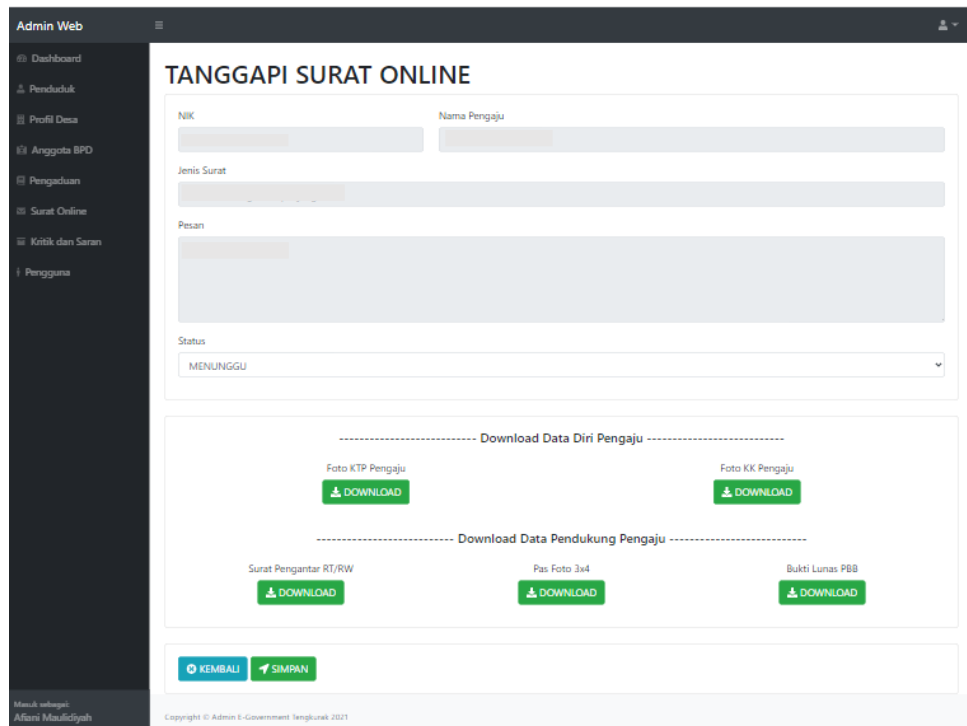 Admin Web
Dashboard
Penduduk
Profil Desa
Anggota BPD
Pengaduan
Surat Online
Kritik dan Saran
Pengguna
Masuk sebagai:
Afiani Maulidiyah
TANGGAPI SURAT ONLINE
NIK Nama Pengaju
Jenis Surat
Pesan
Status
MENUNGGU
--------------------------- Download Data Diri Pengaju ---------------------------
Foto KTP Pengaju Foto KK Pengaju
DOWNLOAD DOWNLOAD
--------------------------- Download Data Pendukung Pengaju ---------------------------
Surat Pengantar RT/RW Pas Foto 3x4 Bukti Lunas PBB
DOWNLOAD DOWNLOAD DOWNLOAD
KEMBALI SIMPAN
Copyright © Admin E-Government Tengkurak 2021